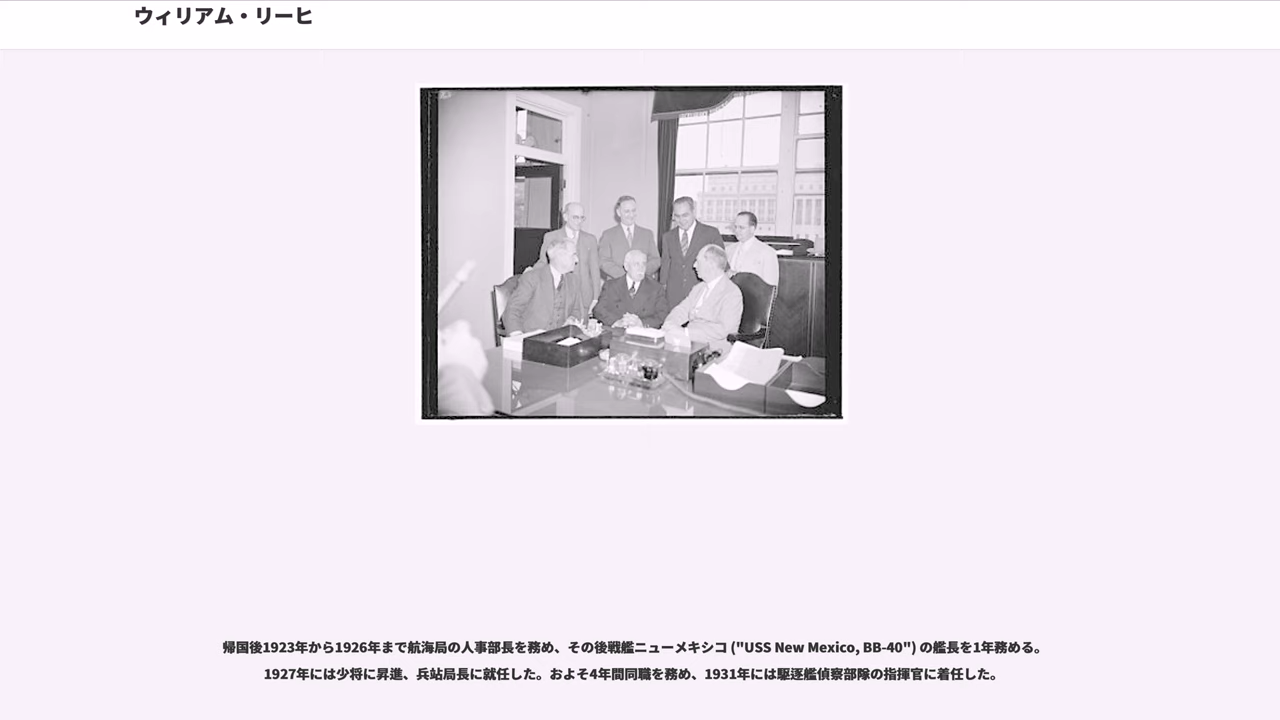 ウィリアム・リーヒ
帰国後1923年から1926年まで航海局の人事部長を務め、その後戦艦ニューメキシコ ("USS New Mexico, BB-40") の艦長を1年務める。
1927年には少将に昇進、兵站局長に就任した。およそ4年間同職を務め、1931年には駆逐艦偵察部隊の指揮官に着任した。